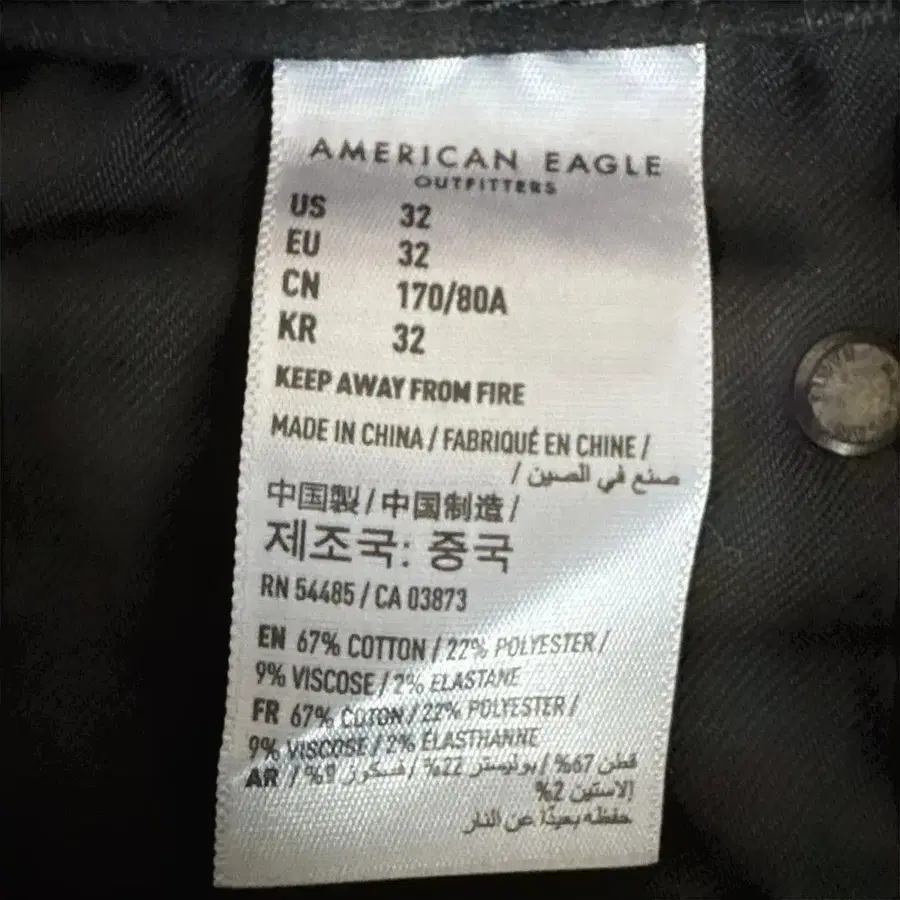 AMERICAN EAGLE
OUTFITTERS
US 32
EU 32
CN 170/80A
KR 32
KEEP AWAY FROM FIRE
MADE IN CHINA / FABRIQUÉ EN CHINE /
صنع في الصين /
中国製 / 中国制造 /
제조국: 중국
RN 54485 / CA 03873
EN 67% COTTON / 22% POLYESTER /
9% VISCOSE / 2% ELASTANE
FR 67% COTON / 22% POLYESTER /
9% VISCOSE / 2% ÉLASTHANNE
AR قطن 67% / بوليستر 22% / فسكوز 9% /
إلاستين 2%
حفظه بعيدًا عن النار